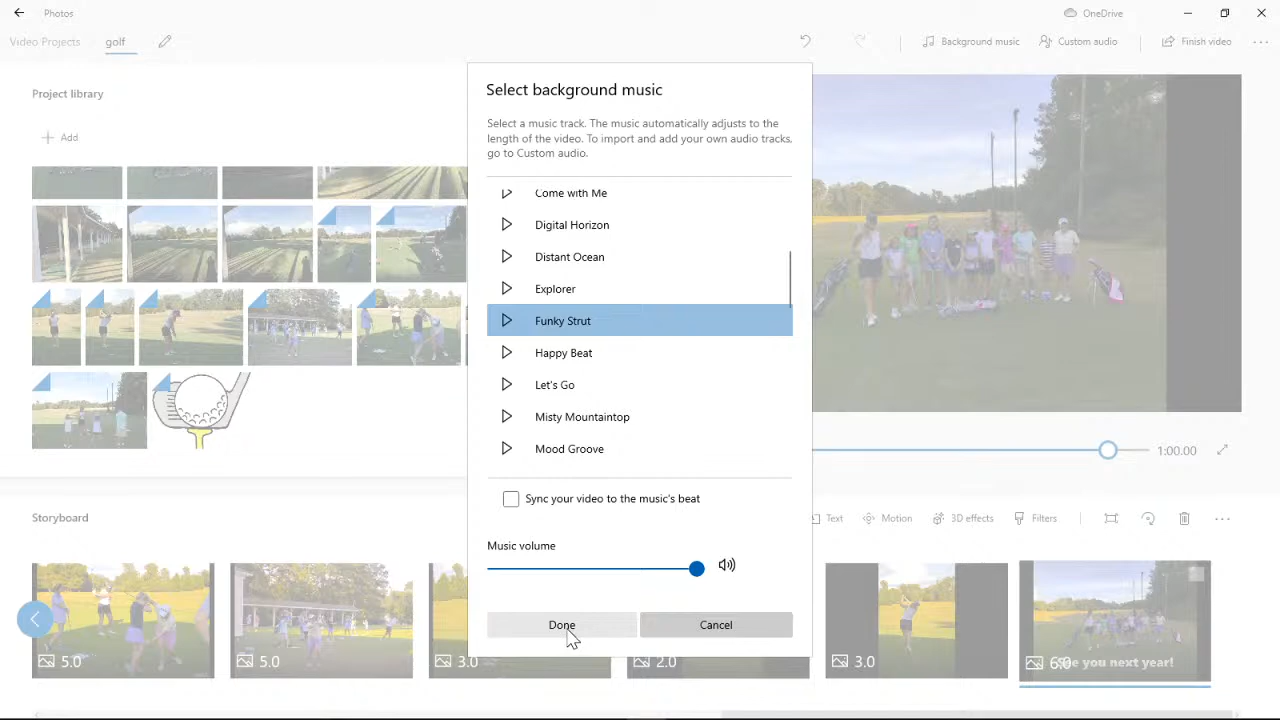 Photos
OneDrive
Video Projects
golf
Background music
Custom audio
Finish video
Project library
Add
Select background music
Select a music track. The music automatically adjusts to the
length of the video. To import and add your own audio tracks,
go to Custom audio.
Come with Me
Digital Horizon
Distant Ocean
Explorer
Funky Strut
Happy Beat
Let's Go
Misty Mountaintop
Mood Groove
1:00.00
Sync your video to the music's beat
Music volume
Done
Cancel
Storyboard
Text
Motion
3D effects
Filters
5.0
5.0
3.0
2.0
3.0
6.0
See you next year!